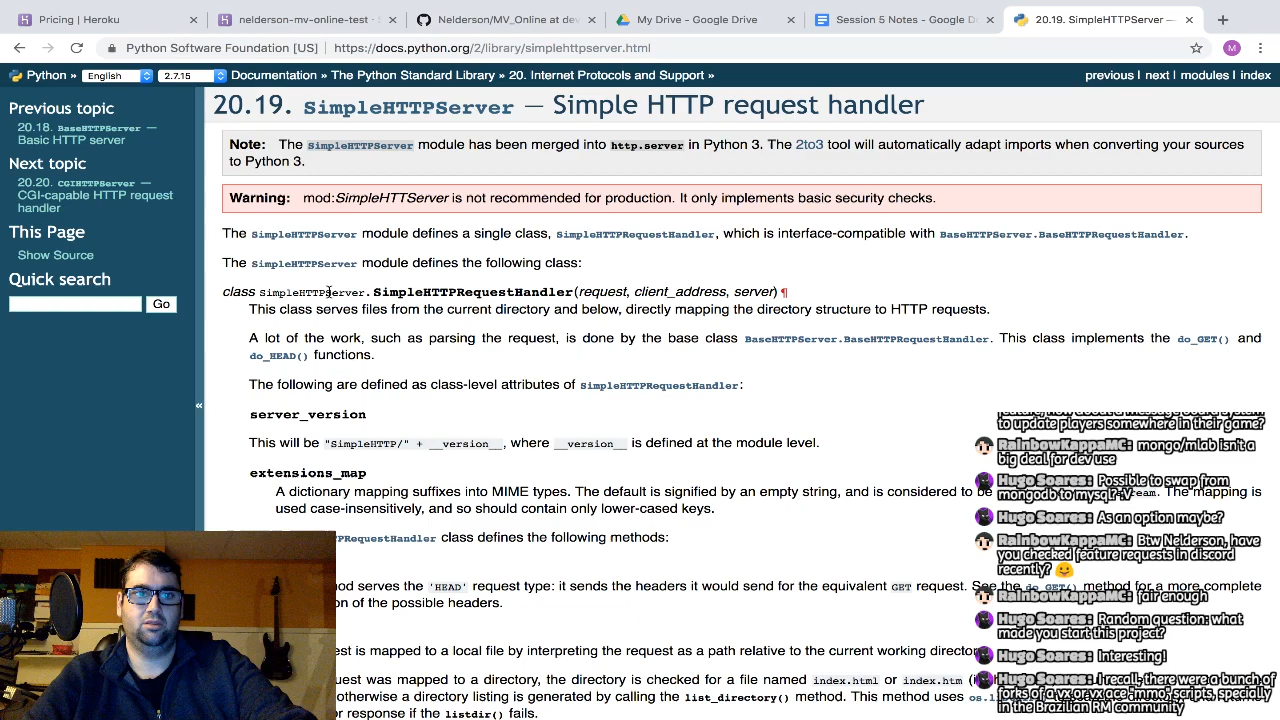 Pricing | Heroku
nelderson-mv-online-test ·
Nelderson/MV_Online at dev
My Drive - Google Drive
Session 5 Notes - Google D
20.19. SimpleHTTPServer —
Python Software Foundation [US] | https://docs.python.org/2/library/simplehttpserver.html
M
Python » English 2.7.15 Documentation » The Python Standard Library » 20. Internet Protocols and Support »
previous | next | modules | index
Previous topic
20.18. BaseHTTPServer —
Basic HTTP server
Next topic
20.20. CGIHTTPServer —
CGI-capable HTTP request
handler
This Page
Show Source
Quick search
Go
«
20.19. SimpleHTTPServer — Simple HTTP request handler
Note: The SimpleHTTPServer module has been merged into http.server in Python 3. The 2to3 tool will automatically adapt imports when converting your sources
to Python 3.
Warning: mod:SimpleHTTServer is not recommended for production. It only implements basic security checks.
The SimpleHTTPServer module defines a single class, SimpleHTTPRequestHandler, which is interface-compatible with BaseHTTPServer.BaseHTTPRequestHandler.
The SimpleHTTPServer module defines the following class:
class SimpleHTTPServer.SimpleHTTPRequestHandler(request, client_address, server) ¶
This class serves files from the current directory and below, directly mapping the directory structure to HTTP requests.
A lot of the work, such as parsing the request, is done by the base class BaseHTTPServer.BaseHTTPRequestHandler. This class implements the do_GET() and
do_HEAD() functions.
The following are defined as class-level attributes of SimpleHTTPRequestHandler:
server_version
This will be "SimpleHTTP/" + __version__, where __version__ is defined at the module level.
extensions_map
A dictionary mapping suffixes into MIME types. The default is signified by an empty string, and is considered to be The mapping is
used case-insensitively, and so should contain only lower-cased keys.
PRequestHandler class defines the following methods:
serves the 'HEAD' request type: it sends the headers it would send for the equivalent GET request. See the do_GET() method for a more complete
of the possible headers.
est is mapped to a local file by interpreting the request as a path relative to the current working
quest was mapped to a directory, the directory is checked for a file named index.html or index.htm
otherwise a directory listing is generated by calling the list_directory() method. This method uses
or response if the listdir() fails.
to update players somewhere in their game?
RainbowKappaMC: mongo/mlab isn't a
big deal for dev use
Hugo Soares: Possible to swap from
mongodb to mysql? :V
Hugo Soares: As an option maybe?
RainbowKappaMC: Btw Nelderson, have
you checked feature requests in discord
recently? 🤗
RainbowKappaMC: fair enough
Hugo Soares: Random question: what
made you start this project?
Hugo Soares: Interesting!
Hugo Soares: I recall, there were a bunch of
forks of a vx or vx ace .mmo. scripts, specially
in the Brazilian RM community